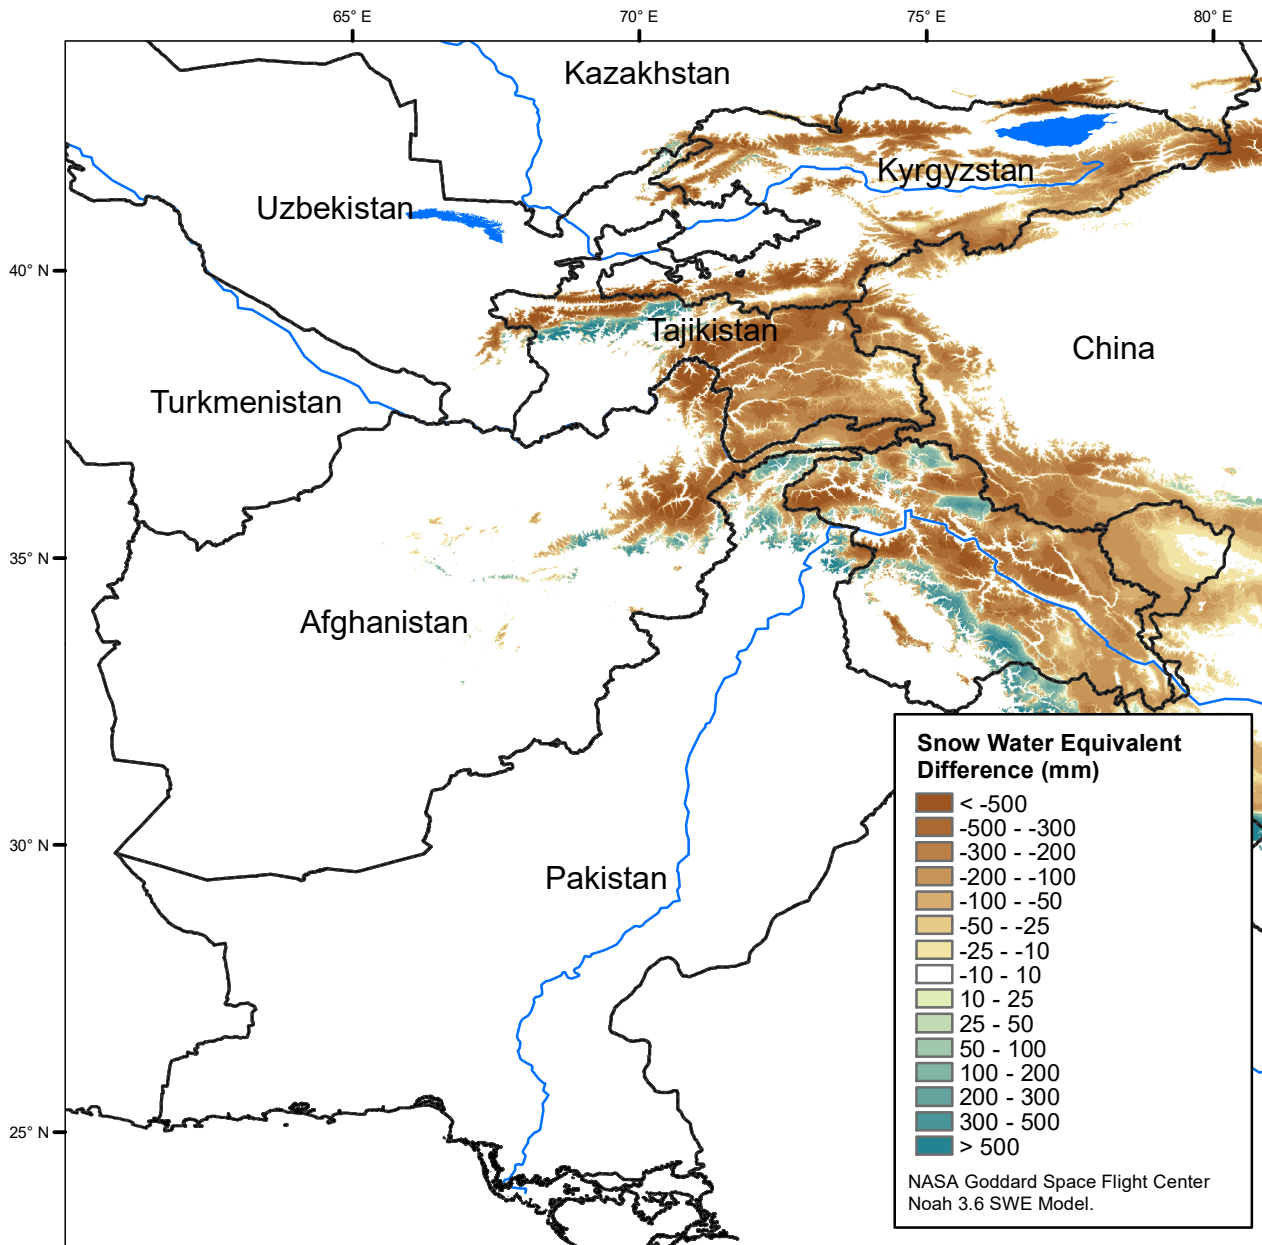 65° E
70° E
75° E
80° E
Kazakhstan
Kyrgyzstan
Uzbekistan
40° N
Tajikistan
China
Turkmenistan
35° N
Afghanistan
Snow Water Equivalent
Difference (mm)
< -500
-500 - -300
-300 - -200
-200 - -100
-100 - -50
-50 - -25
-25 - -10
-10 - 10
10 - 25
25 - 50
50 - 100
100 - 200
200 - 300
300 - 500
> 500
30° N
Pakistan
25° N
NASA Goddard Space Flight Center
Noah 3.6 SWE Model.